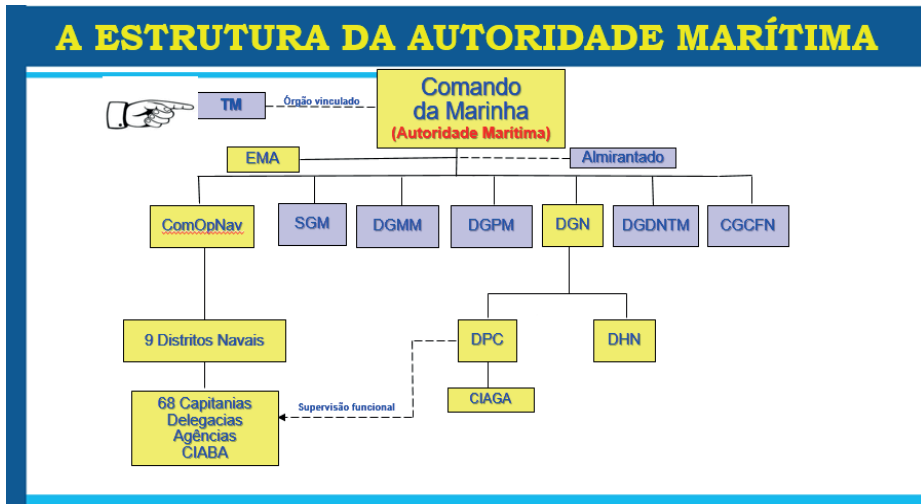 A ESTRUTURA DA AUTORIDADE MARÍTIMA
TM
Órgão vinculado
Comando
da Marinha
(Autoridade Marítima)
EMA
Almirantado
ComOpNav
SGM
DGMM
DGPM
DGN
DGDNTM
CGCFN
9 Distritos Navais
DPC
DHN
CIAGA
68 Capitanias
Delegacias
Agências
CIABA
Supervisão funcional